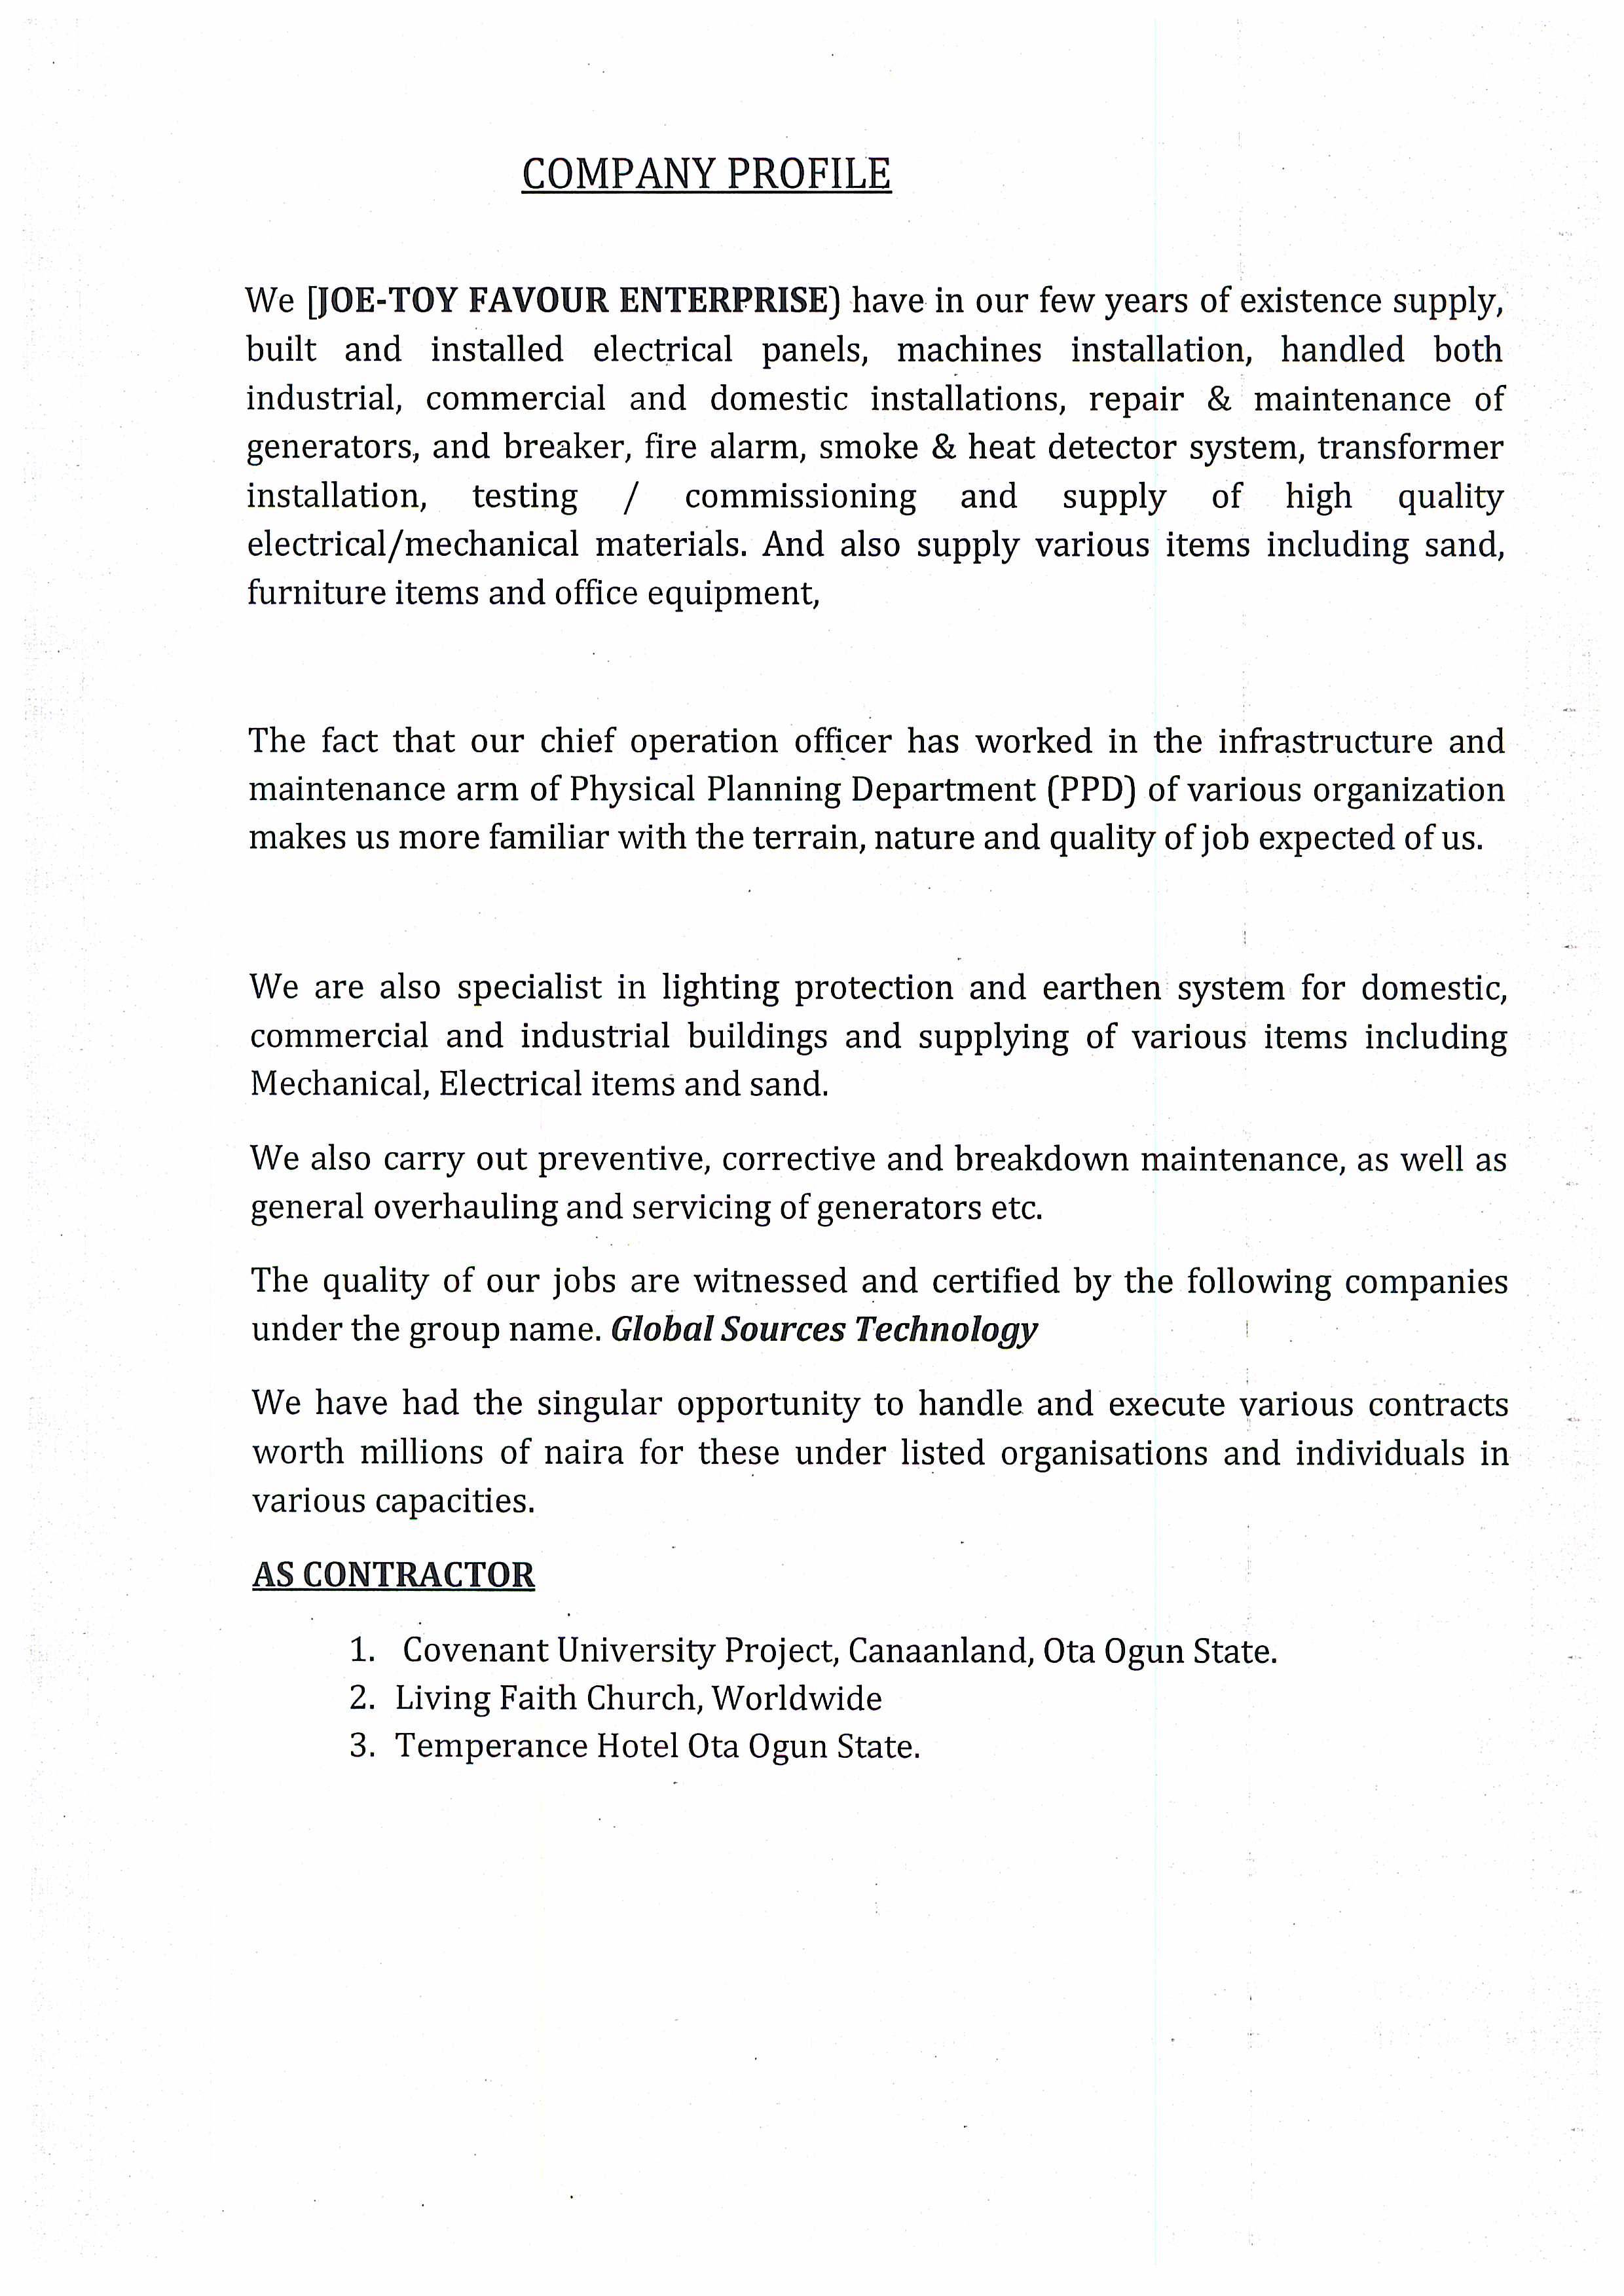 COMPANY PROFILE
We [JOE-TOY FAVOUR ENTERPRISE) have in our few years of existence supply,
built and installed electrical panels, machines installation, handled both
industrial, commercial and domestic installations, repair & maintenance of
generators, and breaker, fire alarm, smoke & heat detector system, transformer
installation, testing / commissioning and supply of high quality
electrical/mechanical materials. And also supply various items including sand,
furniture items and office equipment,
The fact that our chief operation officer has worked in the infrastructure and
maintenance arm of Physical Planning Department (PPD) of various organization
makes us more familiar with the terrain, nature and quality of job expected of us.
We are also specialist in lighting protection and earthen system for domestic,
commercial and industrial buildings and supplying of various items including
Mechanical, Electrical items and sand.
We also carry out preventive, corrective and breakdown maintenance, as well as
general overhauling and servicing of generators etc.
The quality of our jobs are witnessed and certified by the following companies
under the group name. Global Sources Technology
We have had the singular opportunity to handle and execute various contracts
worth millions of naira for these under listed organisations and individuals in
various capacities.
AS CONTRACTOR
1. Covenant University Project, Canaanland, Ota Ogun State.
2. Living Faith Church, Worldwide
3. Temperance Hotel Ota Ogun State.